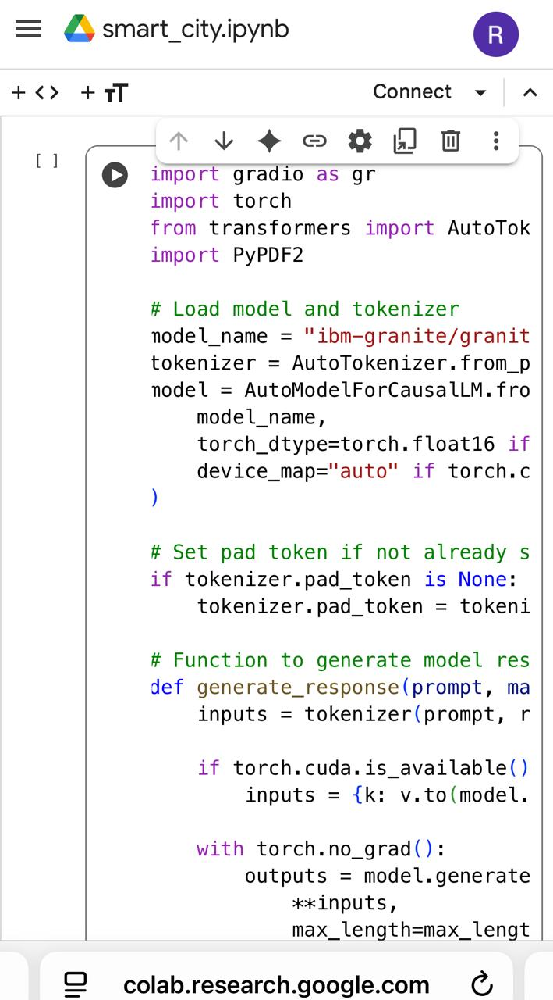 smart_city.ipynb
R
+ <> + TT Connect
[ ]
import gradio as gr
import torch
from transformers import AutoTok
import PyPDF2
# Load model and tokenizer
model_name = "ibm-granite/granit
tokenizer = AutoTokenizer.from_p
model = AutoModelForCausalLM.fro
model_name,
torch_dtype=torch.float16 if
device_map="auto" if torch.c
)
# Set pad token if not already s
if tokenizer.pad_token is None:
tokenizer.pad_token = tokeni
# Function to generate model res
def generate_response(prompt, ma
inputs = tokenizer(prompt, r
if torch.cuda.is_available()
inputs = {k: v.to(model.
with torch.no_grad():
outputs = model.generate
**inputs,
max_length=max_lengt
colab.research.google.com